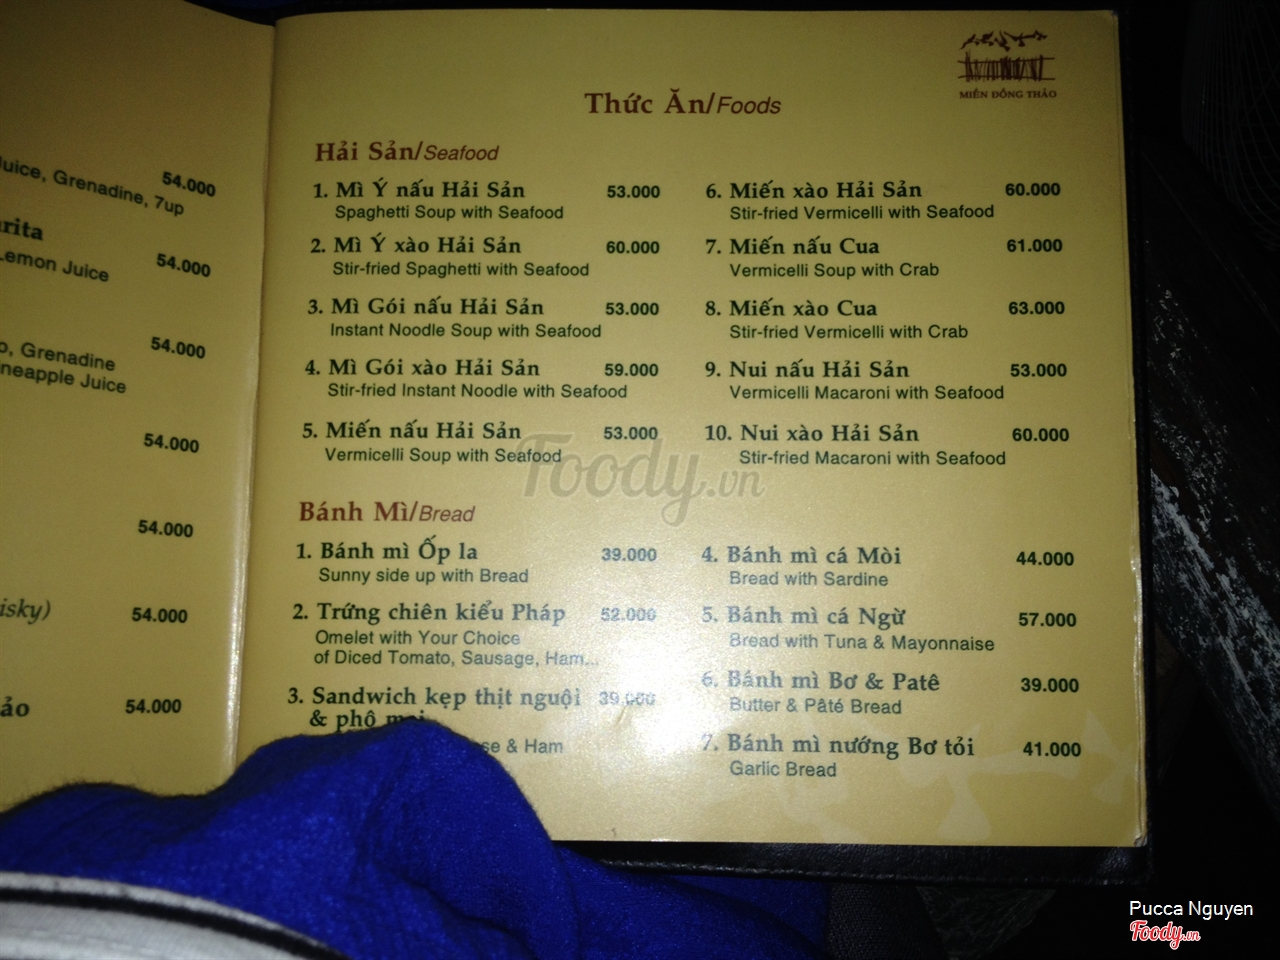 Juice, Grenadine, 7up
54.000
rita
Lemon Juice
54.000
Grenadine
neapple Juice
54.000
54.000
54.000
isky)
54.000
ảo
54.000
MIỀN ĐỒNG THẢO
Thức Ăn/Foods
Hải Sản/Seafood
1. Mì Ý nấu Hải Sản 53.000
Spaghetti Soup with Seafood
2. Mì Ý xào Hải Sản 60.000
Stir-fried Spaghetti with Seafood
3. Mì Gói nấu Hải Sản 53.000
Instant Noodle Soup with Seafood
4. Mì Gói xào Hải Sản 59.000
Stir-fried Instant Noodle with Seafood
5. Miến nấu Hải Sản 53.000
Vermicelli Soup with Seafood
6. Miến xào Hải Sản 60.000
Stir-fried Vermicelli with Seafood
7. Miến nấu Cua 61.000
Vermicelli Soup with Crab
8. Miến xào Cua 63.000
Stir-fried Vermicelli with Crab
9. Nui nấu Hải Sản 53.000
Vermicelli Macaroni with Seafood
10. Nui xào Hải Sản 60.000
Stir-fried Macaroni with Seafood
Foody.vn
Bánh Mì/Bread
1. Bánh mì Ốp la 39.000
Sunny side up with Bread
2. Trứng chiên kiểu Pháp 52.000
Omelet with Your Choice
of Diced Tomato, Sausage, Ham...
3. Sandwich kẹp thịt nguội 39.000
& phô mai
se & Ham
4. Bánh mì cá Mòi 44.000
Bread with Sardine
5. Bánh mì cá Ngừ 57.000
Bread with Tuna & Mayonnaise
6. Bánh mì Bơ & Patê 39.000
Butter & Pâté Bread
7. Bánh mì nướng Bơ tỏi 41.000
Garlic Bread
Pucca Nguyen
Foody.vn